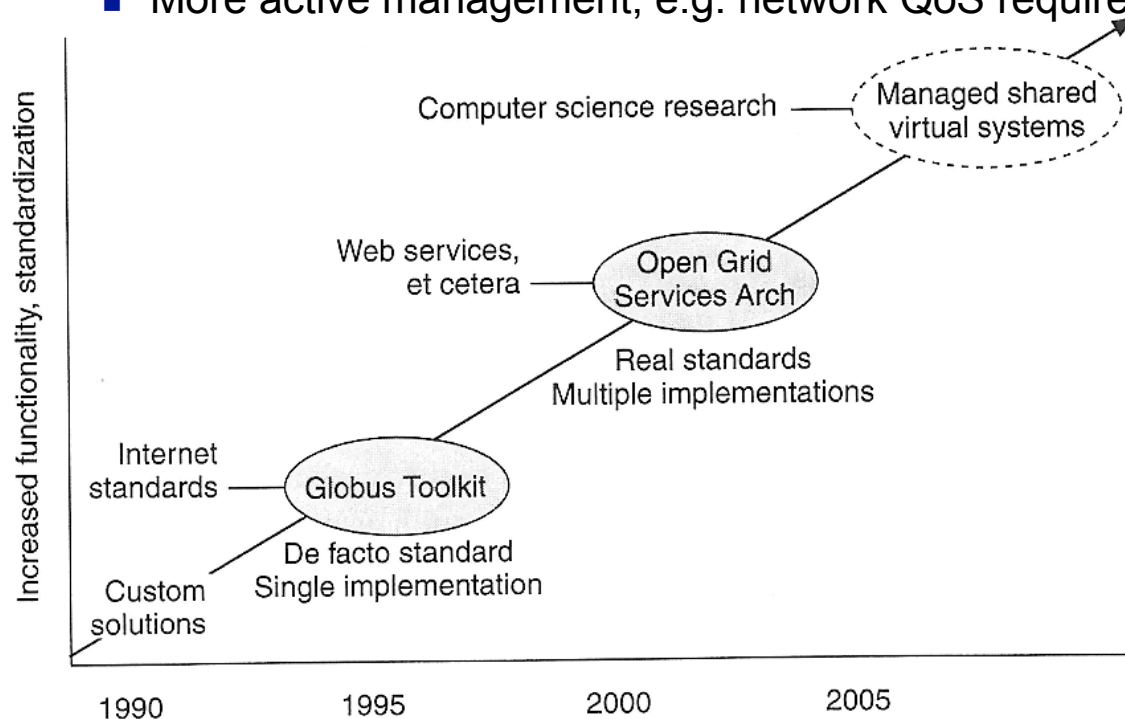 ■ More active management, e.g. network QoS require
Increased functionality, standardization
Computer science research
Managed shared
virtual systems
Web services,
et cetera
Open Grid
Services Arch
Real standards
Multiple implementations
Internet
standards
Globus Toolkit
De facto standard
Single implementation
Custom
solutions
1990 1995 2000 2005